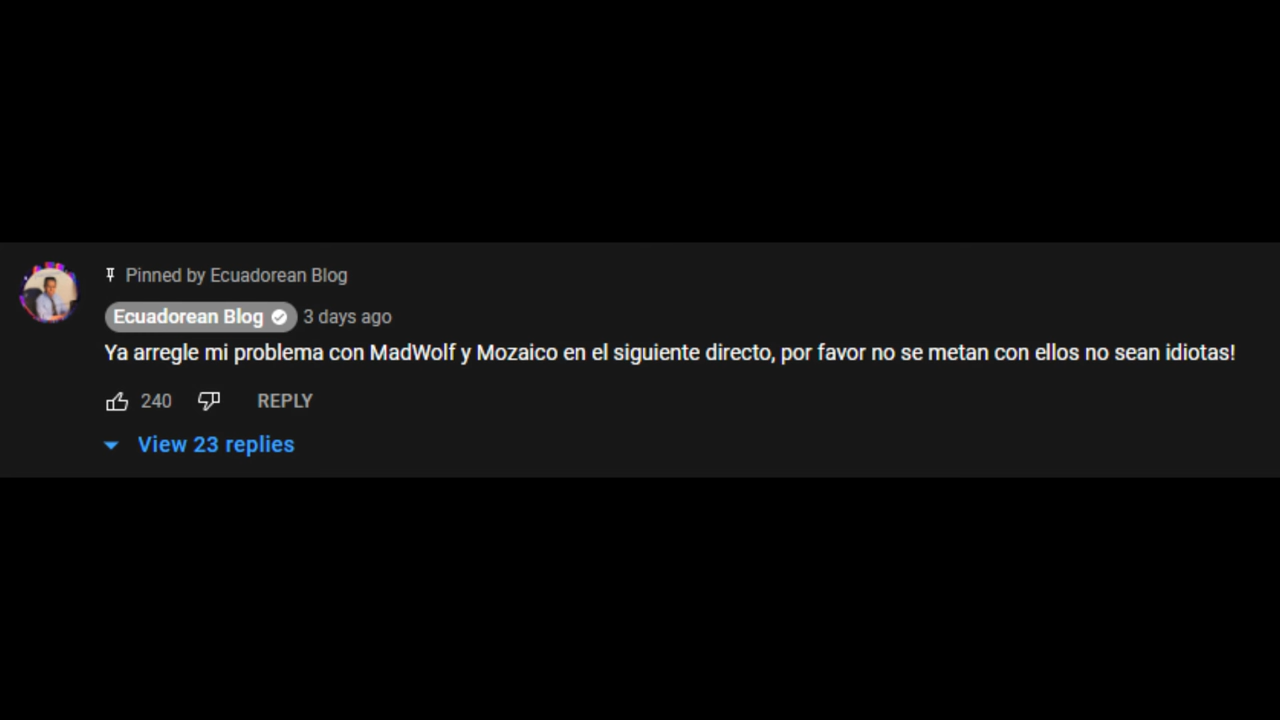 Pinned by Ecuadorean Blog
Ecuadorean Blog 3 days ago
Ya arregle mi problema con MadWolf y Mozaico en el siguiente directo, por favor no se metan con ellos no sean idiotas!
240 REPLY
View 23 replies